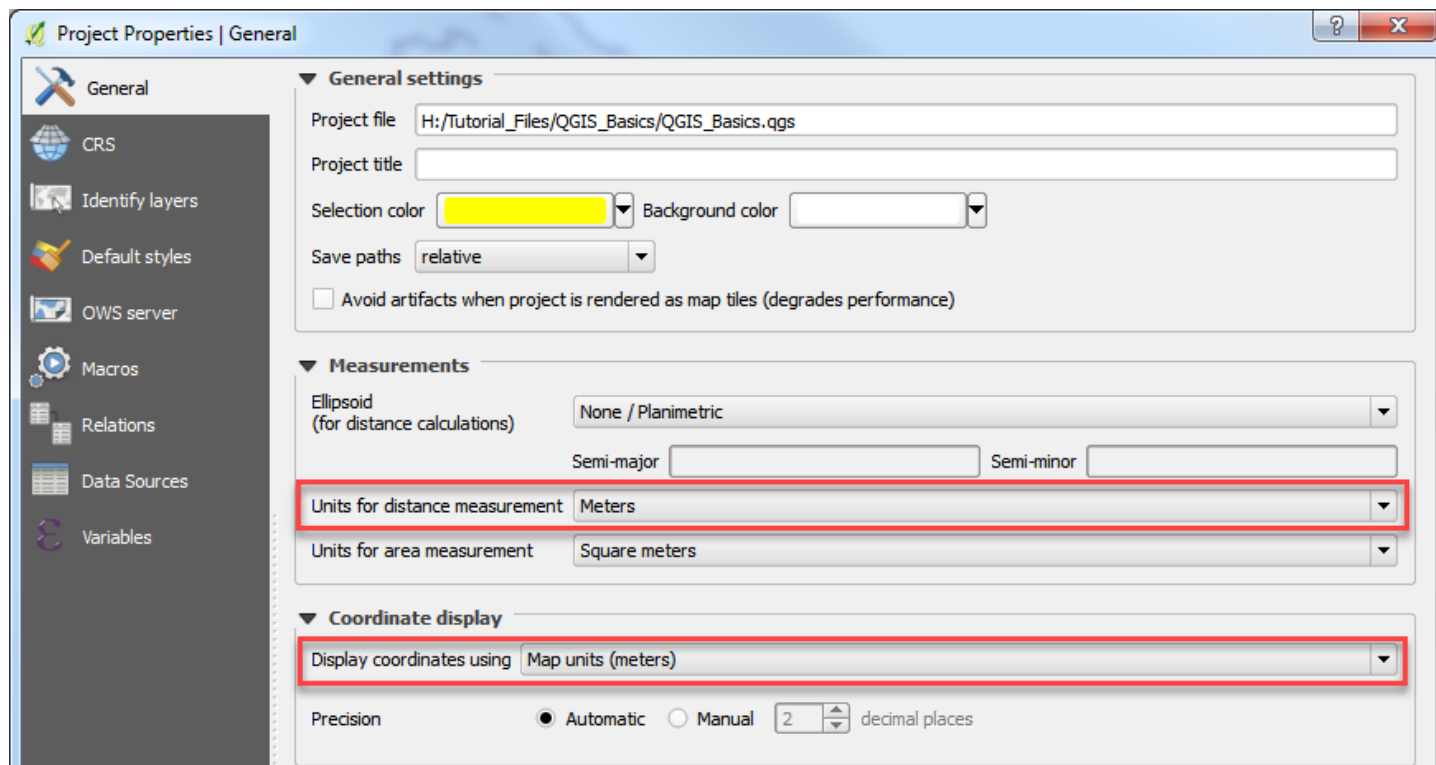 Project Properties | General
General
CRS
Identify layers
Default styles
OWS server
Macros
Relations
Data Sources
Variables
General settings
Project file H:/Tutorial_Files/QGIS_Basics/QGIS_Basics.qgs
Project title
Selection color Background color
Save paths relative
Avoid artifacts when project is rendered as map tiles (degrades performance)
Measurements
Ellipsoid
(for distance calculations) None / Planimetric
Semi-major Semi-minor
Units for distance measurement Meters
Units for area measurement Square meters
Coordinate display
Display coordinates using Map units (meters)
Precision Automatic Manual 2 decimal places